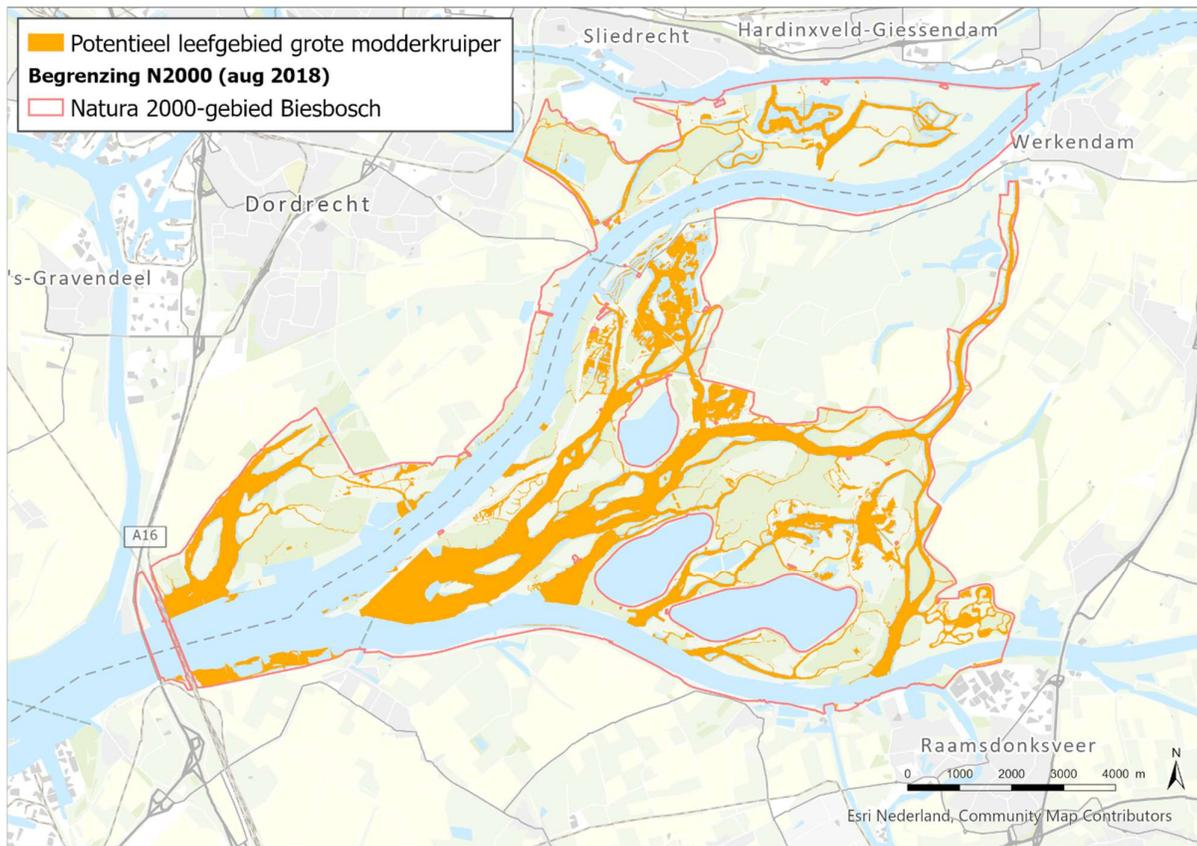 Potentieel leefgebied grote modderkruiper
Begrenzing N2000 (aug 2018)
Natura 2000-gebied Biesbosch
Sliedrecht
Hardinxveld-Giessendam
Werkendam
Dordrecht
's-Gravendeel
A16
Raamsdonksveer
N
0 1000 2000 3000 4000 m
Esri Nederland, Community Map Contributors